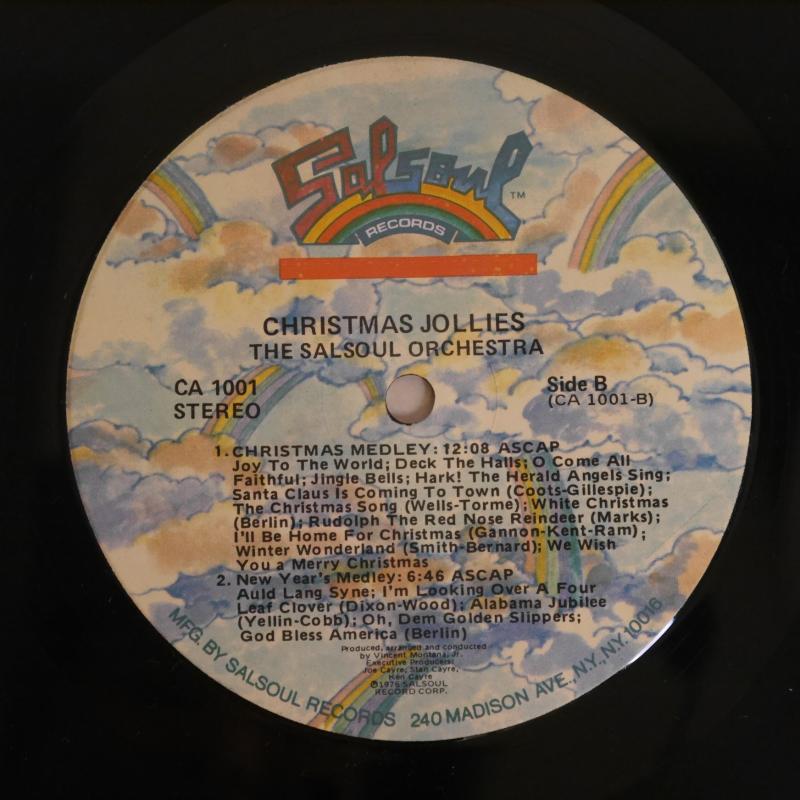 Salsoul TM
RECORDS
CHRISTMAS JOLLIES
THE SALSOUL ORCHESTRA
CA 1001
STEREO
Side B
(CA 1001-B)
1. CHRISTMAS MEDLEY: 12:08 ASCAP
Joy To The World; Deck The Halls; O Come All
Faithful; Jingle Bells; Hark! The Herald Angels Sing;
Santa Claus Is Coming To Town (Coots-Gillespie);
The Christmas Song (Wells-Torme); White Christmas
(Berlin); Rudolph The Red Nose Reindeer (Marks);
I'll Be Home For Christmas (Gannon-Kent-Ram);
Winter Wonderland (Smith-Bernard); We Wish
You a Merry Christmas
2. New Year's Medley: 6:46 ASCAP
Auld Lang Syne; I'm Looking Over A Four
Leaf Clover (Dixon-Wood); Alabama Jubilee
(Yellin-Cobb); Oh, Dem Golden Slippers;
God Bless America (Berlin)
Produced, arranged and conducted
by Vincent Montana, Jr.
Executive Producers:
Joe Cayre, Stan Cayre,
Ken Cayre
℗1976 SALSOUL
RECORD CORP.
MFG. BY SALSOUL RECORDS 240 MADISON AVE., N.Y., N.Y. 10016